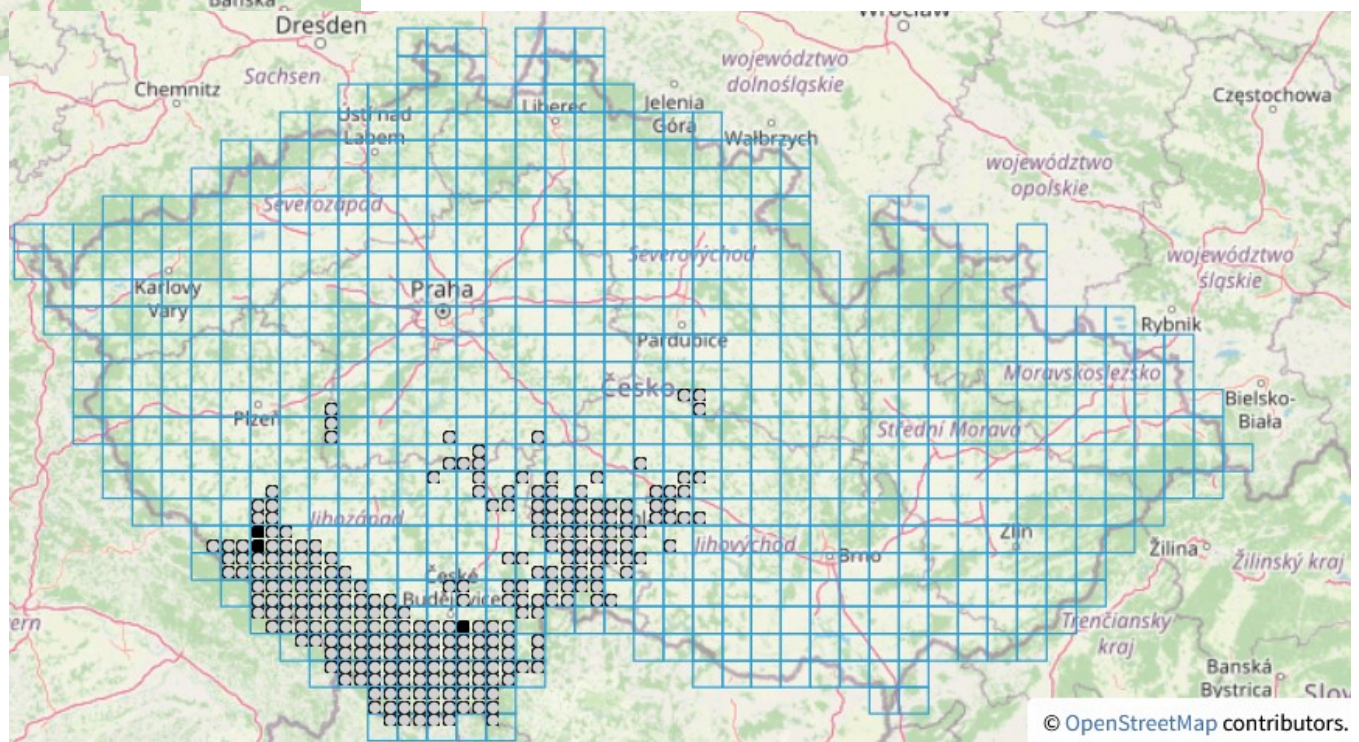 Dresden
Wrocław
województwo
dolnośląskie
Sachsen
Chemnitz
Częstochowa
Liberec
Jelenia
Góra
Ústí nad
Labem
Wałbrzych
województwo
opolskie
Severozápad
Severovýchod
województwo
śląskie
Karlovy
Vary
Praha
Rybnik
Pardubice
Moravskoslezsko
Česko
Bielsko-
Biała
Plzeň
Střední Morava
Jihozápad
Jihovýchod
Brno
Zlín
Žilina
Žilinský kraj
České
Budějovice
Trenčiansky
kraj
Banská
Bystrica
© OpenStreetMap contributors.